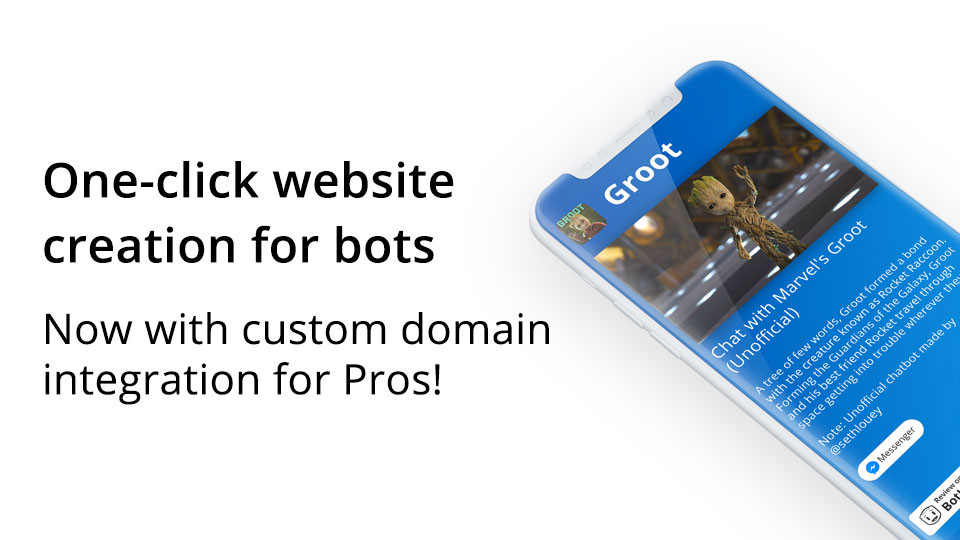 One-click website
creation for bots
Now with custom domain
integration for Pros!
GROOT
Groot
Chat with Marvel's Groot
(Unofficial)
A tree of few words, Groot formed a bond
with the creature known as Rocket Raccoon.
Forming the Guardians of the Galaxy, Groot
and his best friend Rocket travel through
space getting into trouble wherever they
Note: Unofficial chatbot made by
@sethlouey
Messenger
Review on